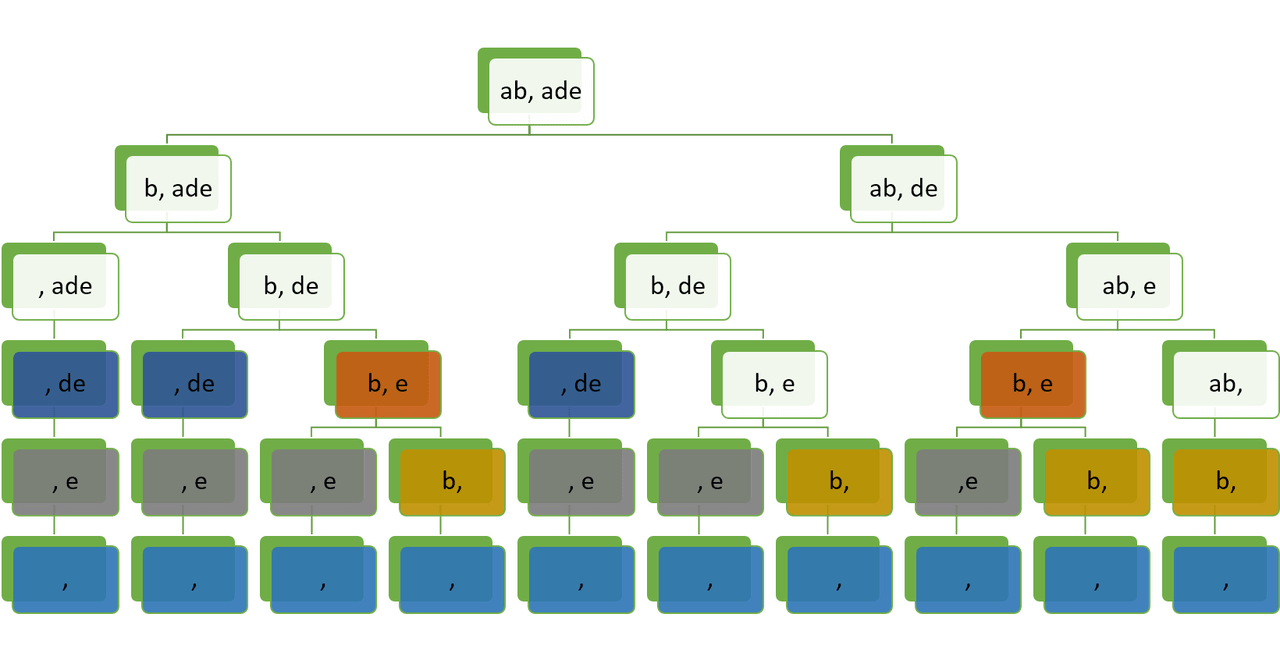 ab, ade
b, ade
ab, de
, ade
b, de
b, de
ab, e
, de
, de
b, e
, de
b, e
b, e
ab,
, e
, e
, e
b,
, e
, e
b,
,e
b,
b,
,
,
,
,
,
,
,
,
,
,